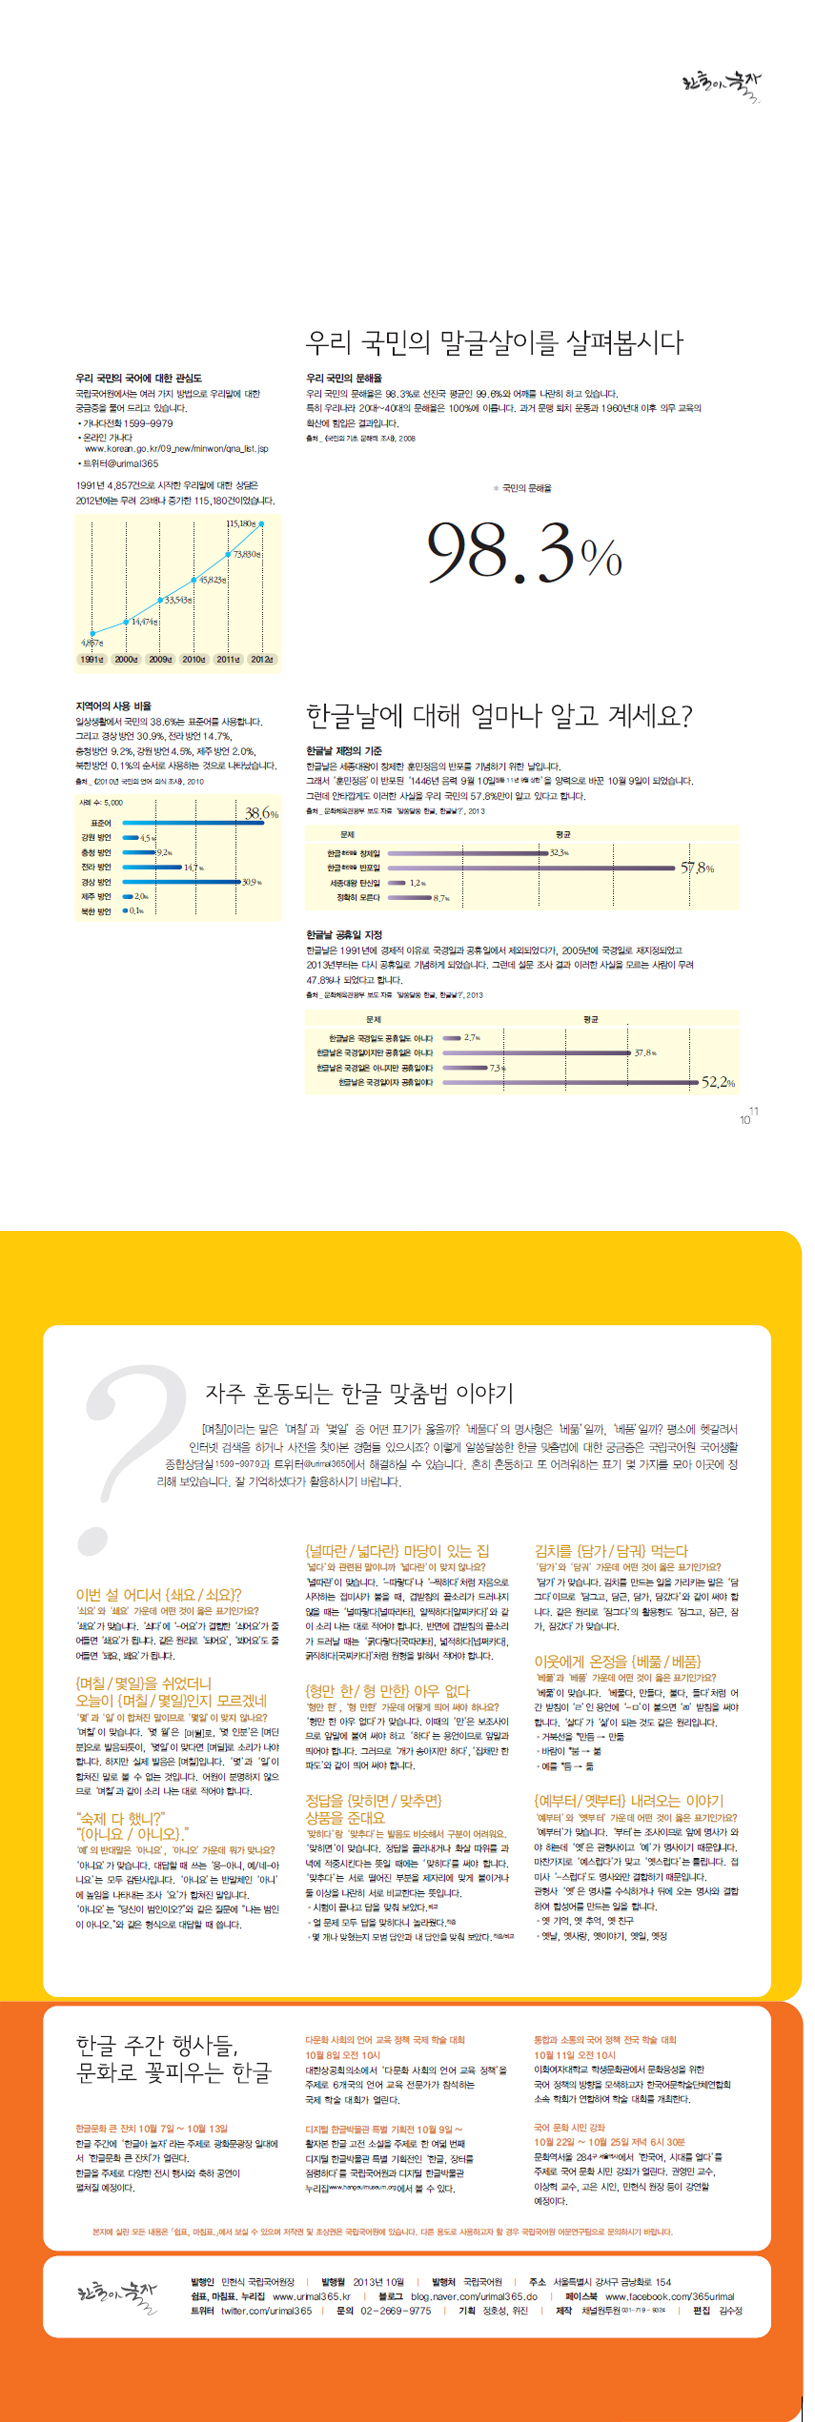 한글아 놀자
우리 국민의 말글살이를 살펴봅시다
우리 국민의 국어에 대한 관심도
국립국어원에서는 여러 가지 방법으로 우리말에 대한
궁금증을 풀어 드리고 있습니다.
• 가나다전화 1599-9979
• 온라인 가나다
www.korean.go.kr/09_new/minwon/qna_list.jsp
• 트위터@urimal365
1991년 4,857건으로 시작한 우리말에 대한 상담은
2012년에는 무려 23배나 증가한 115,180건이었습니다.
115,180건
73,830건
45,823건
33,543건
14,474건
4,857건
1991년 2000년 2009년 2010년 2011년 2012년
우리 국민의 문해율
우리 국민의 문해율은 98.3%로 선진국 평균인 99.6%와 어깨를 나란히 하고 있습니다.
특히 우리나라 20대~40대의 문해율은 100%에 이릅니다. 과거 문맹 퇴치 운동과 1960년대 이후 의무 교육의
확산에 힘입은 결과입니다.
출처 _ 《국민의 기초 문해력 조사》, 2008
* 국민의 문해율
98.3%
지역어의 사용 비율
일상생활에서 국민의 38.6%는 표준어를 사용합니다.
그리고 경상 방언 30.9%, 전라 방언 14.7%,
충청 방언 9.2%, 강원 방언 4.5%, 제주 방언 2.0%,
북한 방언 0.1%의 순서로 사용하는 것으로 나타났습니다.
출처 _ 《2010년 국민의 언어 의식 조사》, 2010
사례 수: 5,000
표준어 38.6%
강원 방언 4.5%
충청 방언 9.2%
전라 방언 14.7%
경상 방언 30.9%
제주 방언 2.0%
북한 방언 0.1%
한글날에 대해 얼마나 알고 계세요?
한글날 제정의 기준
한글날은 세종대왕이 창제한 훈민정음의 반포를 기념하기 위한 날입니다.
그래서 '훈민정음'이 반포된 '1446년 음력 9월 10일'을 양력으로 바꾼 10월 9일이 되었습니다.
그런데 안타깝게도 이러한 사실을 우리 국민의 57.8%만이 알고 있다고 합니다.
출처 _ 문화체육관광부 보도 자료 '알쏭달쏭 한글, 한글날?', 2013
문제 평균
한글훈민정음 창제일 32.3%
한글훈민정음 반포일 57.8%
세종대왕 탄신일 1.2%
정확히 모른다 8.7%
한글날 공휴일 지정
한글날은 1991년에 경제적 이유로 국경일과 공휴일에서 제외되었다가, 2005년에 국경일로 재지정되었고
2013년부터는 다시 공휴일로 기념하게 되었습니다. 그런데 설문 조사 결과 이러한 사실을 모르는 사람이 무려
47.8%나 되었다고 합니다.
출처 _ 문화체육관광부 보도 자료 '알쏭달쏭 한글, 한글날?', 2013
문제 평균
한글날은 국경일도 공휴일도 아니다 2.7%
한글날은 국경일이지만 공휴일은 아니다 37.8%
한글날은 국경일은 아니지만 공휴일이다 7.3%
한글날은 국경일이자 공휴일이다 52.2%
10 11
?
자주 혼동되는 한글 맞춤법 이야기
[며칠]이라는 말은 '며칠'과 '몇일' 중 어떤 표기가 옳을까? '베풀다'의 명사형은 '베풂'일까, '베품'일까? 평소에 헷갈려서
인터넷 검색을 하거나 사전을 찾아본 경험들 있으시죠? 이렇게 알쏭달쏭한 한글 맞춤법에 대한 궁금증은 국립국어원 국어생활
종합상담실1599-9979과 트위터@urimal365에서 해결하실 수 있습니다. 흔히 혼동하고 또 어려워하는 표기 몇 가지를 모아 이곳에 정
리해 보았습니다. 잘 기억하셨다가 활용하시기 바랍니다.
이번 설 어디서 {쇄요/쇠요}?
'쇠요'와 '쇄요' 가운데 어떤 것이 옳은 표기인가요?
'쇄요'가 맞습니다. '쇠다'에 '-어요'가 결합한 '쇠어요'가 줄
어들면 '쇄요'가 됩니다. 같은 원리로 '되어요', '뵈어요'도 줄
어들면 '돼요, 봬요'가 됩니다.
{며칠/몇일}을 쉬었더니
오늘이 {며칠/몇일}인지 모르겠네
'몇'과 '일'이 합쳐진 말이므로 '몇일'이 맞지 않나요?
'며칠'이 맞습니다. '몇 월'은 [며둴]로, '몇 인분'은 [며딘
분]으로 발음되듯이, '몇일'이 맞다면 [며딜]로 소리가 나야
합니다. 하지만 실제 발음은 [며칠]입니다. '몇'과 '일'이
합쳐진 말로 볼 수 없는 것입니다. 어원이 분명하지 않으
므로 '며칠'과 같이 소리 나는 대로 적어야 합니다.
"숙제 다 했니?"
"{아니요 / 아니오}."
'예'의 반대말은 '아니요', '아니오' 가운데 뭐가 맞나요?
'아니요'가 맞습니다. 대답할 때 쓰는 '응-아니, 예/네-아
니요'는 모두 감탄사입니다. '아니요'는 반말체인 '아니'
에 높임을 나타내는 조사 '요'가 합쳐진 말입니다.
'아니오'는 "당신이 범인이오?"와 같은 질문에 "나는 범인
이 아니오."와 같은 형식으로 대답할 때 씁니다.
{널따란/넓다란} 마당이 있는 집
'넓다'와 관련된 말이니까 '넓다란'이 맞지 않나요?
'널따란'이 맞습니다. '-따랗다'나 '-찍하다'처럼 자음으로
시작하는 접미사가 붙을 때, 겹받침의 끝소리가 드러나지
않을 때는 '널따랗다[널따라타], 얄찍하다[얄찌카다]'와 같
이 소리 나는 대로 적어야 합니다. 반면에 겹받침의 끝소리
가 드러날 때는 '굵다랗다[국따라타], 넓적하다[넙쩌카다],
굵직하다[국찌카다]'처럼 원형을 밝혀서 적어야 합니다.
{형만 한/형 만한} 아우 없다
'형만 한', '형 만한' 가운데 어떻게 띄어 써야 하나요?
'형만 한 아우 없다'가 맞습니다. 이때의 '만'은 보조사이
므로 앞말에 붙여 써야 하고 '하다'는 용언이므로 앞말과
띄어야 합니다. 그러므로 '개가 송아지만 하다', '집채만 한
파도'와 같이 띄어 써야 합니다.
정답을 {맞히면/맞추면}
상품을 준대요
'맞히다'랑 '맞추다'는 발음도 비슷해서 구분이 어려워요.
'맞히면'이 맞습니다. 정답을 골라내거나 화살 따위를 과
녁에 적중시킨다는 뜻일 때에는 '맞히다'를 써야 합니다.
'맞추다'는 서로 떨어진 부분을 제자리에 맞게 붙이거나
둘 이상을 나란히 서로 비교한다는 뜻입니다.
- 시험이 끝나고 답을 맞춰 보았다.비교
- 열 문제 모두 답을 맞히다니 놀라웠다.적중
- 몇 개나 맞혔는지 모범 답안과 내 답안을 맞춰 보았다.적중/비교
김치를 {담가/담궈} 먹는다
'담가'와 '담궈' 가운데 어떤 것이 옳은 표기인가요?
'담가'가 맞습니다. 김치를 만드는 일을 가리키는 말은 '담
그다'이므로 '담그고, 담근, 담가, 담갔다'와 같이 써야 합니
다. 같은 원리로 '잠그다'의 활용형도 '잠그고, 잠근, 잠
가, 잠갔다'가 맞습니다.
이웃에게 온정을 {베풂/베품}
'베풂'과 '베품' 가운데 어떤 것이 옳은 표기인가요?
'베풂'이 맞습니다. '베풀다, 만들다, 불다, 들다'처럼 어
간 받침이 'ㄹ'인 용언에 '-ㅁ'이 붙으면 'ㄻ' 받침을 써야
합니다. '살다'가 '삶'이 되는 것도 같은 원리입니다.
- 거북선을 *만듬 → 만듦
- 바람이 *붐 → 붊
- 예를 *듬 → 듦
{예부터/옛부터} 내려오는 이야기
'예부터'와 '옛부터' 가운데 어떤 것이 옳은 표기인가요?
'예부터'가 맞습니다. '부터'는 조사이므로 앞에 명사가 와
야 하는데 '옛'은 관형사이고 '예'가 명사이기 때문입니다.
마찬가지로 '예스럽다'가 맞고 '옛스럽다'는 틀립니다. 접
미사 '-스럽다'도 명사와만 결합하기 때문입니다.
관형사 '옛'은 명사를 수식하거나 뒤에 오는 명사와 결합
하여 합성어를 만드는 일을 합니다.
- 옛 기억, 옛 추억, 옛 친구
- 옛날, 옛사랑, 옛이야기, 옛일, 옛정
한글 주간 행사들,
문화로 꽃피우는 한글
한글문화 큰 잔치 10월 7일 ~ 10월 13일
한글 주간에 '한글아 놀자'라는 주제로 광화문광장 일대에
서 '한글문화 큰 잔치'가 열린다.
한글을 주제로 다양한 전시 행사와 축하 공연이
펼쳐질 예정이다.
다문화 사회의 언어 교육 정책 국제 학술 대회
10월 8일 오전 10시
대한상공회의소에서 '다문화 사회의 언어 교육 정책'을
주제로 6개국의 언어 교육 전문가가 참석하는
국제 학술 대회가 열린다.
디지털 한글박물관 특별 기획전 10월 9일 ~
활자본 한글 고전 소설을 주제로 한 여덟 번째
디지털 한글박물관 특별 기획전인 '한글, 장터를
점령하다'를 국립국어원과 디지털 한글박물관
누리집www.hangeulmuseum.org에서 볼 수 있다.
통합과 소통의 국어 정책 전국 학술 대회
10월 11일 오전 10시
이화여자대학교 학생문화관에서 문화융성을 위한
국어 정책의 방향을 모색하고자 한국어문학술단체연합회
소속 학회가 연합하여 학술 대회를 개최한다.
국어 문화 시민 강좌
10월 22일 ~ 10월 25일 저녁 6시 30분
문화역서울 284구 서울역사에서 '한국어, 시대를 열다'를
주제로 국어 문화 시민 강좌가 열린다. 권영민 교수,
이상혁 교수, 고은 시인, 민현식 원장 등이 강연할
예정이다.
본지에 실린 모든 내용은 「쉼표, 마침표.」에서 보실 수 있으며 저작권 및 초상권은 국립국어원에 있습니다. 다른 용도로 사용하고자 할 경우 국립국어원 어문연구팀으로 문의하시기 바랍니다.
한글아 놀자
발행인 민현식 국립국어원장 | 발행월 2013년 10월 | 발행처 국립국어원 | 주소 서울특별시 강서구 금낭화로 154
쉼표, 마침표. 누리집 www.urimal365.kr | 블로그 blog.naver.com/urimal365.do | 페이스북 www.facebook.com/365urimal
트위터 twitter.com/urimal365 | 문의 02-2669-9775 | 기획 정호성, 위진 | 제작 채널원투원 031-719-9324 | 편집 김수정